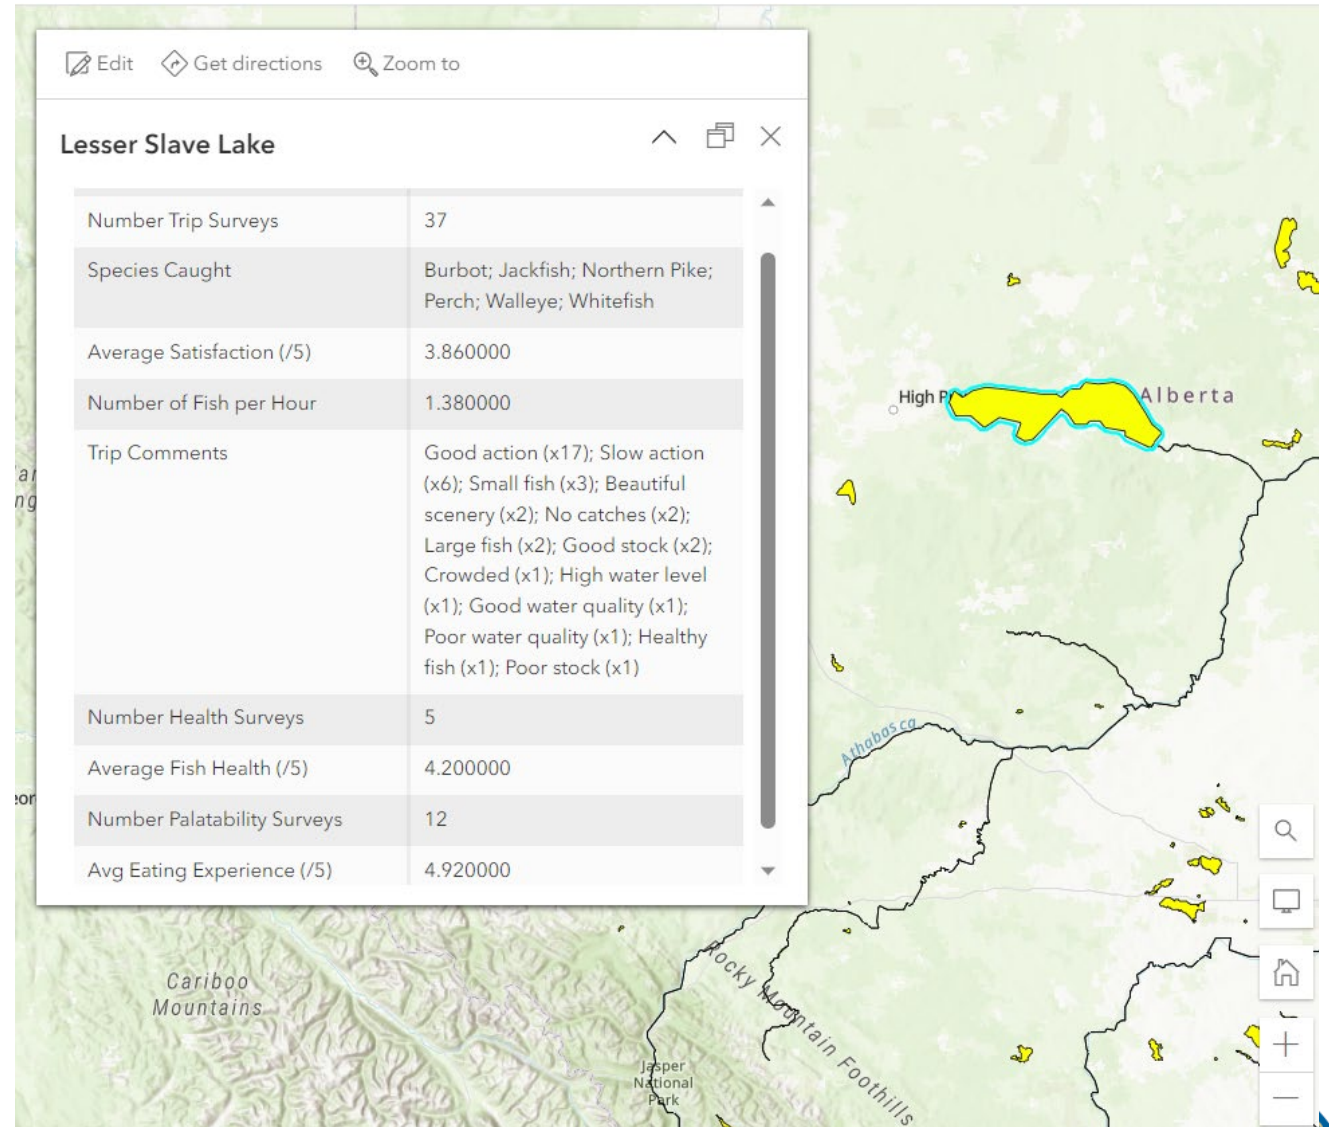 Edit Get directions Zoom to
Lesser Slave Lake
Number Trip Surveys 37
Species Caught Burbot; Jackfish; Northern Pike;
Perch; Walleye; Whitefish
Average Satisfaction (/5) 3.860000
Number of Fish per Hour 1.380000
Trip Comments Good action (x17); Slow action
(x6); Small fish (x3); Beautiful
scenery (x2); No catches (x2);
Large fish (x2); Good stock (x2);
Crowded (x1); High water level
(x1); Good water quality (x1);
Poor water quality (x1); Healthy
fish (x1); Poor stock (x1)
Number Health Surveys 5
Average Fish Health (/5) 4.200000
Number Palatability Surveys 12
Avg Eating Experience (/5) 4.920000
High P
Alberta
Athabasca
Rocky Mountain Foothills
Cariboo
Mountains
Jasper
National
Park